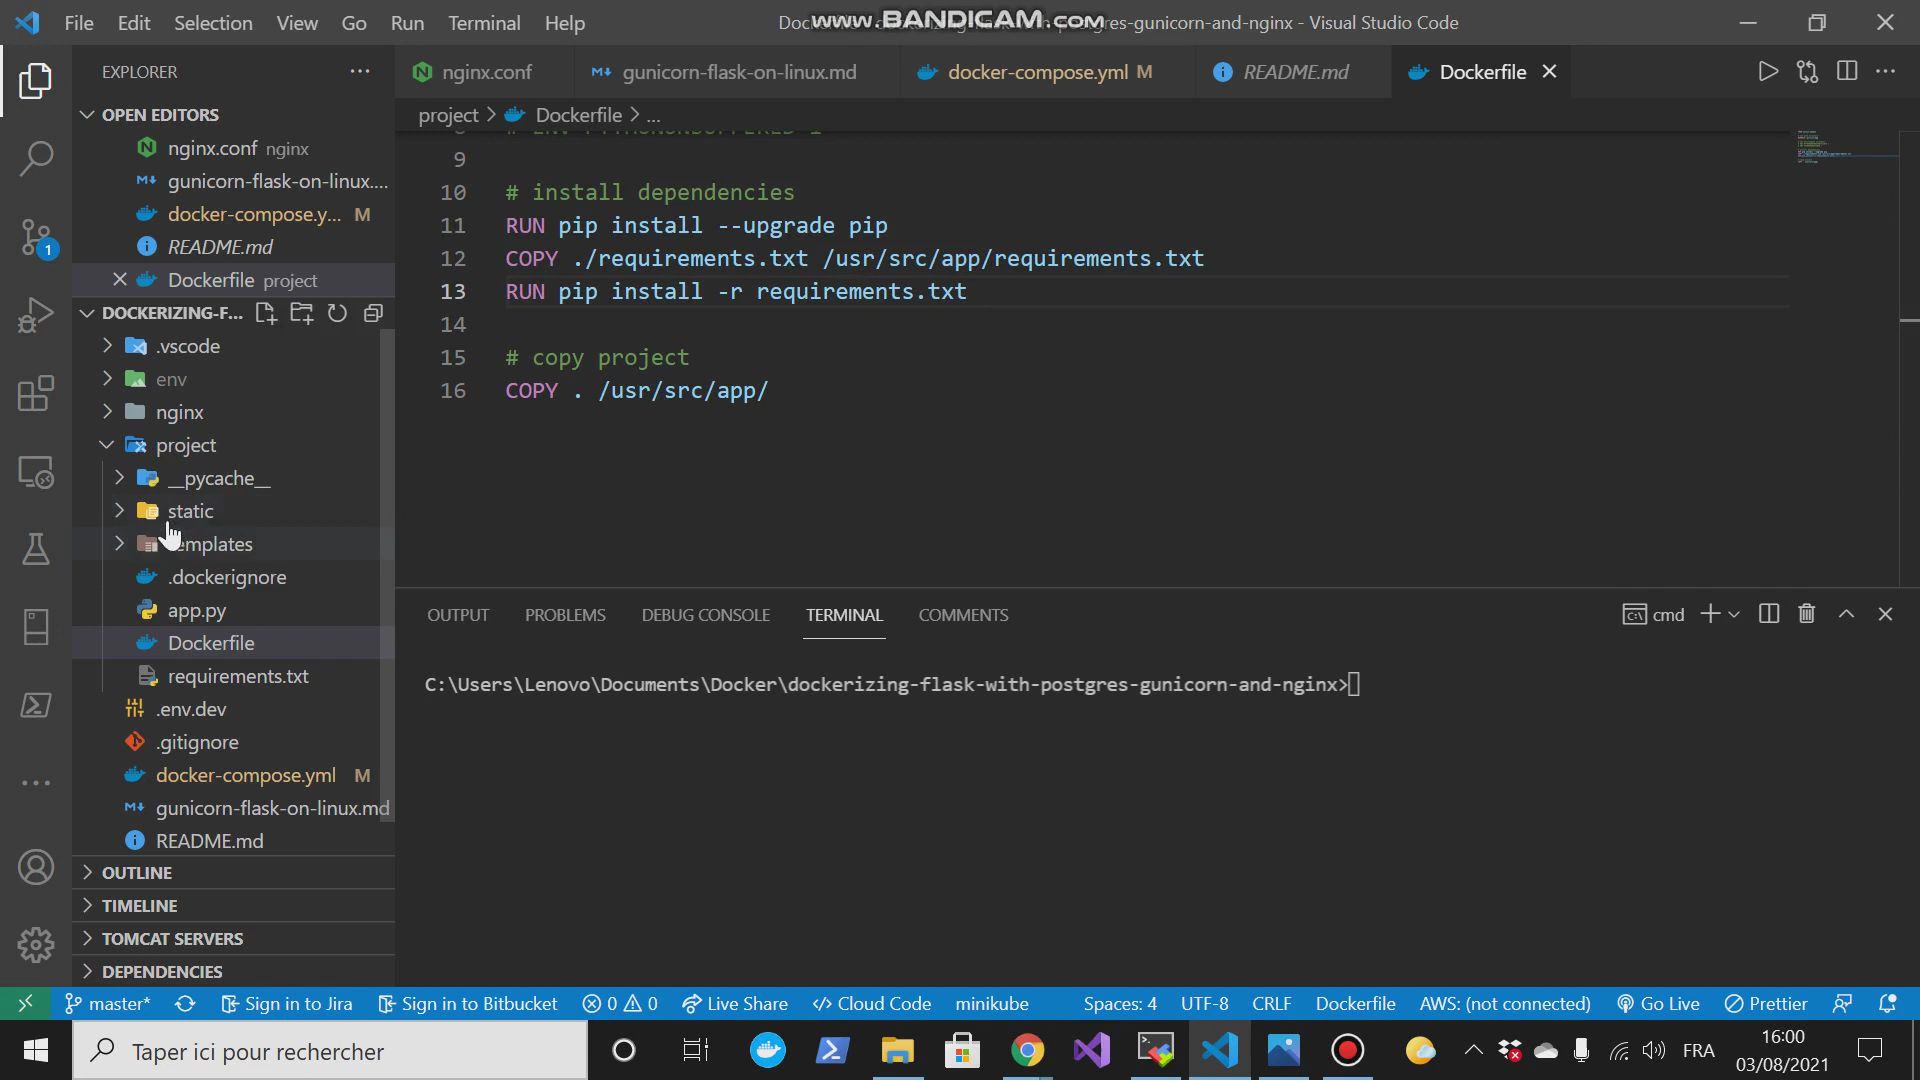 File Edit Selection View Go Run Terminal Help
www.BANDICAM.com
-postgres-gunicorn-and-nginx - Visual Studio Code
EXPLORER
OPEN EDITORS
nginx.conf nginx
gunicorn-flask-on-linux....
docker-compose.y... M
README.md
Dockerfile project
DOCKERIZING-F...
.vscode
env
nginx
project
__pycache__
static
emplates
.dockerignore
app.py
Dockerfile
requirements.txt
.env.dev
.gitignore
docker-compose.yml M
gunicorn-flask-on-linux.md
README.md
OUTLINE
TIMELINE
TOMCAT SERVERS
DEPENDENCIES
1
nginx.conf gunicorn-flask-on-linux.md docker-compose.yml M README.md Dockerfile
project > Dockerfile > ...
9
10 # install dependencies
11 RUN pip install --upgrade pip
12 COPY ./requirements.txt /usr/src/app/requirements.txt
13 RUN pip install -r requirements.txt
14
15 # copy project
16 COPY . /usr/src/app/
OUTPUT PROBLEMS DEBUG CONSOLE TERMINAL COMMENTS
cmd
C:\Users\Lenovo\Documents\Docker\dockerizing-flask-with-postgres-gunicorn-and-nginx>
master* Sign in to Jira Sign in to Bitbucket 0 0 Live Share Cloud Code minikube Spaces: 4 UTF-8 CRLF Dockerfile AWS: (not connected) Go Live Prettier
Taper ici pour rechercher
FRA
16:00
03/08/2021